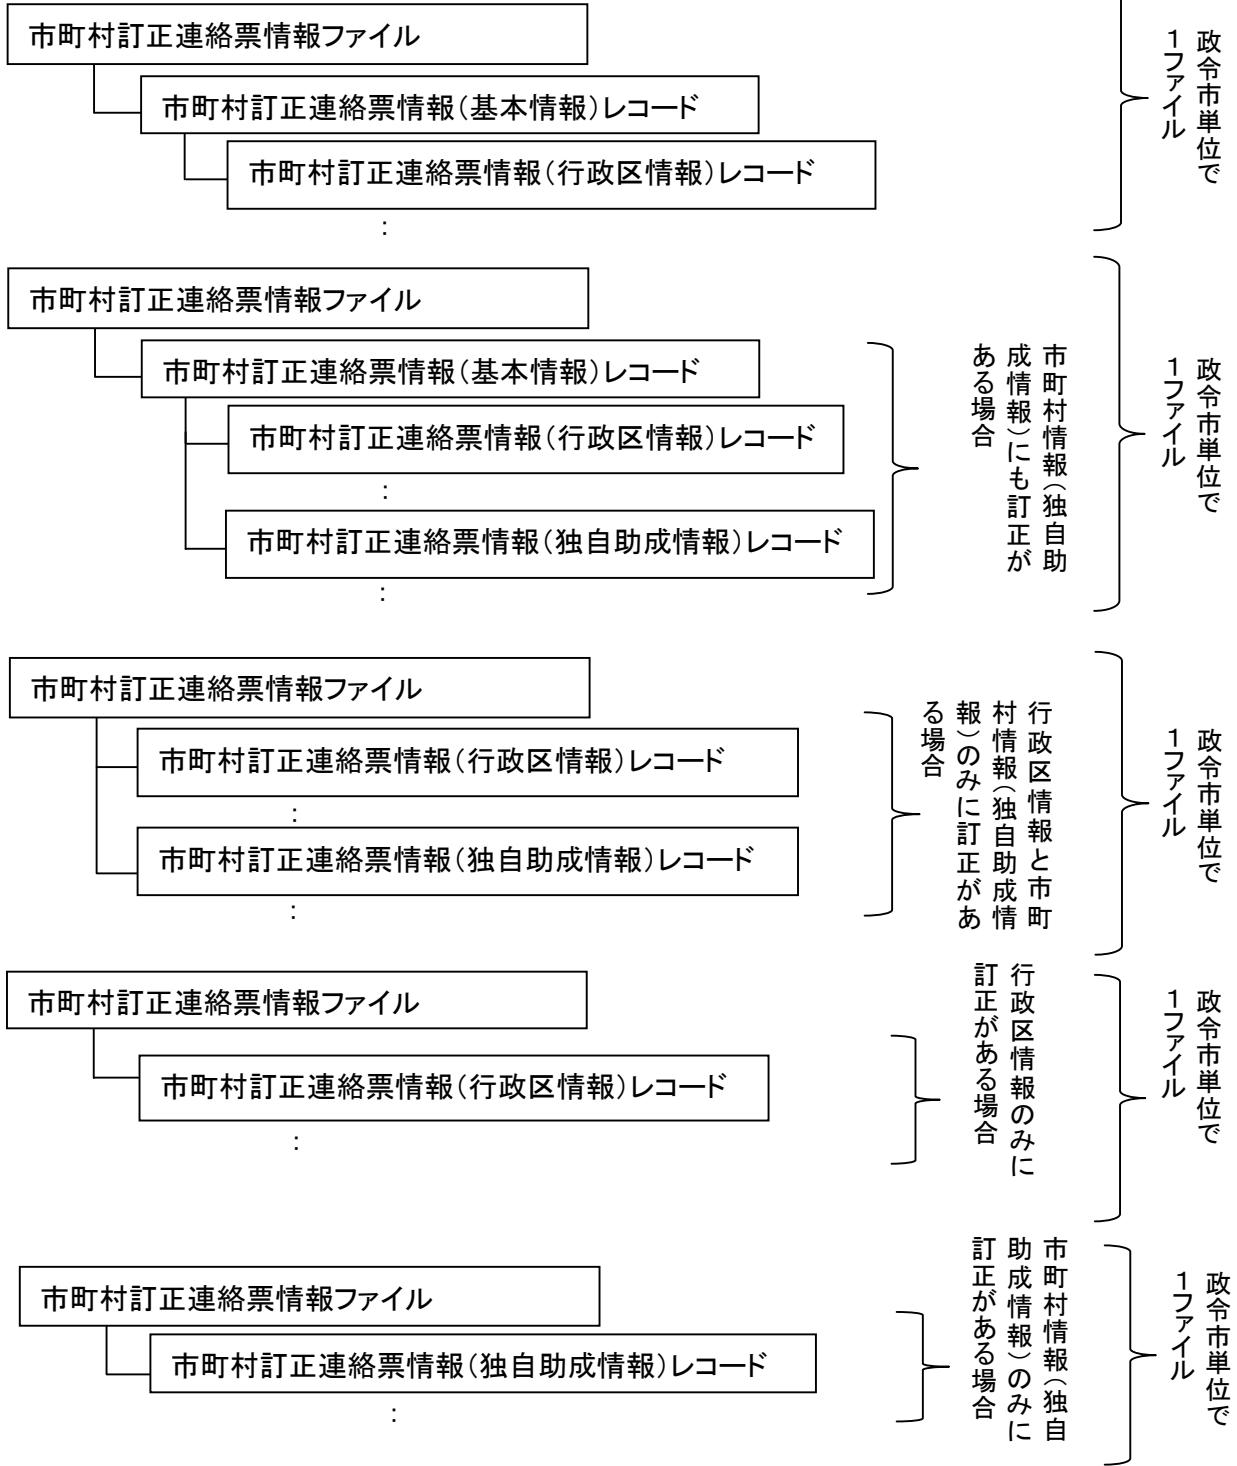 市町村訂正連絡票情報ファイル
市町村訂正連絡票情報(基本情報)レコード
市町村訂正連絡票情報(行政区情報)レコード
:
政令市単位で
1ファイル
市町村訂正連絡票情報ファイル
市町村訂正連絡票情報(基本情報)レコード
市町村訂正連絡票情報(行政区情報)レコード
:
市町村訂正連絡票情報(独自助成情報)レコード
:
市町村情報(独自助
成情報)にも訂正が
ある場合
政令市単位で
1ファイル
市町村訂正連絡票情報ファイル
市町村訂正連絡票情報(行政区情報)レコード
:
市町村訂正連絡票情報(独自助成情報)レコード
:
行政区情報と市町
村情報(独自助成情
報)のみに訂正があ
る場合
政令市単位で
1ファイル
市町村訂正連絡票情報ファイル
市町村訂正連絡票情報(行政区情報)レコード
:
行政区情報のみに
訂正がある場合
政令市単位で
1ファイル
市町村訂正連絡票情報ファイル
市町村訂正連絡票情報(独自助成情報)レコード
:
市町村情報(独自
助成情報)のみに
訂正がある場合
政令市単位で
1ファイル